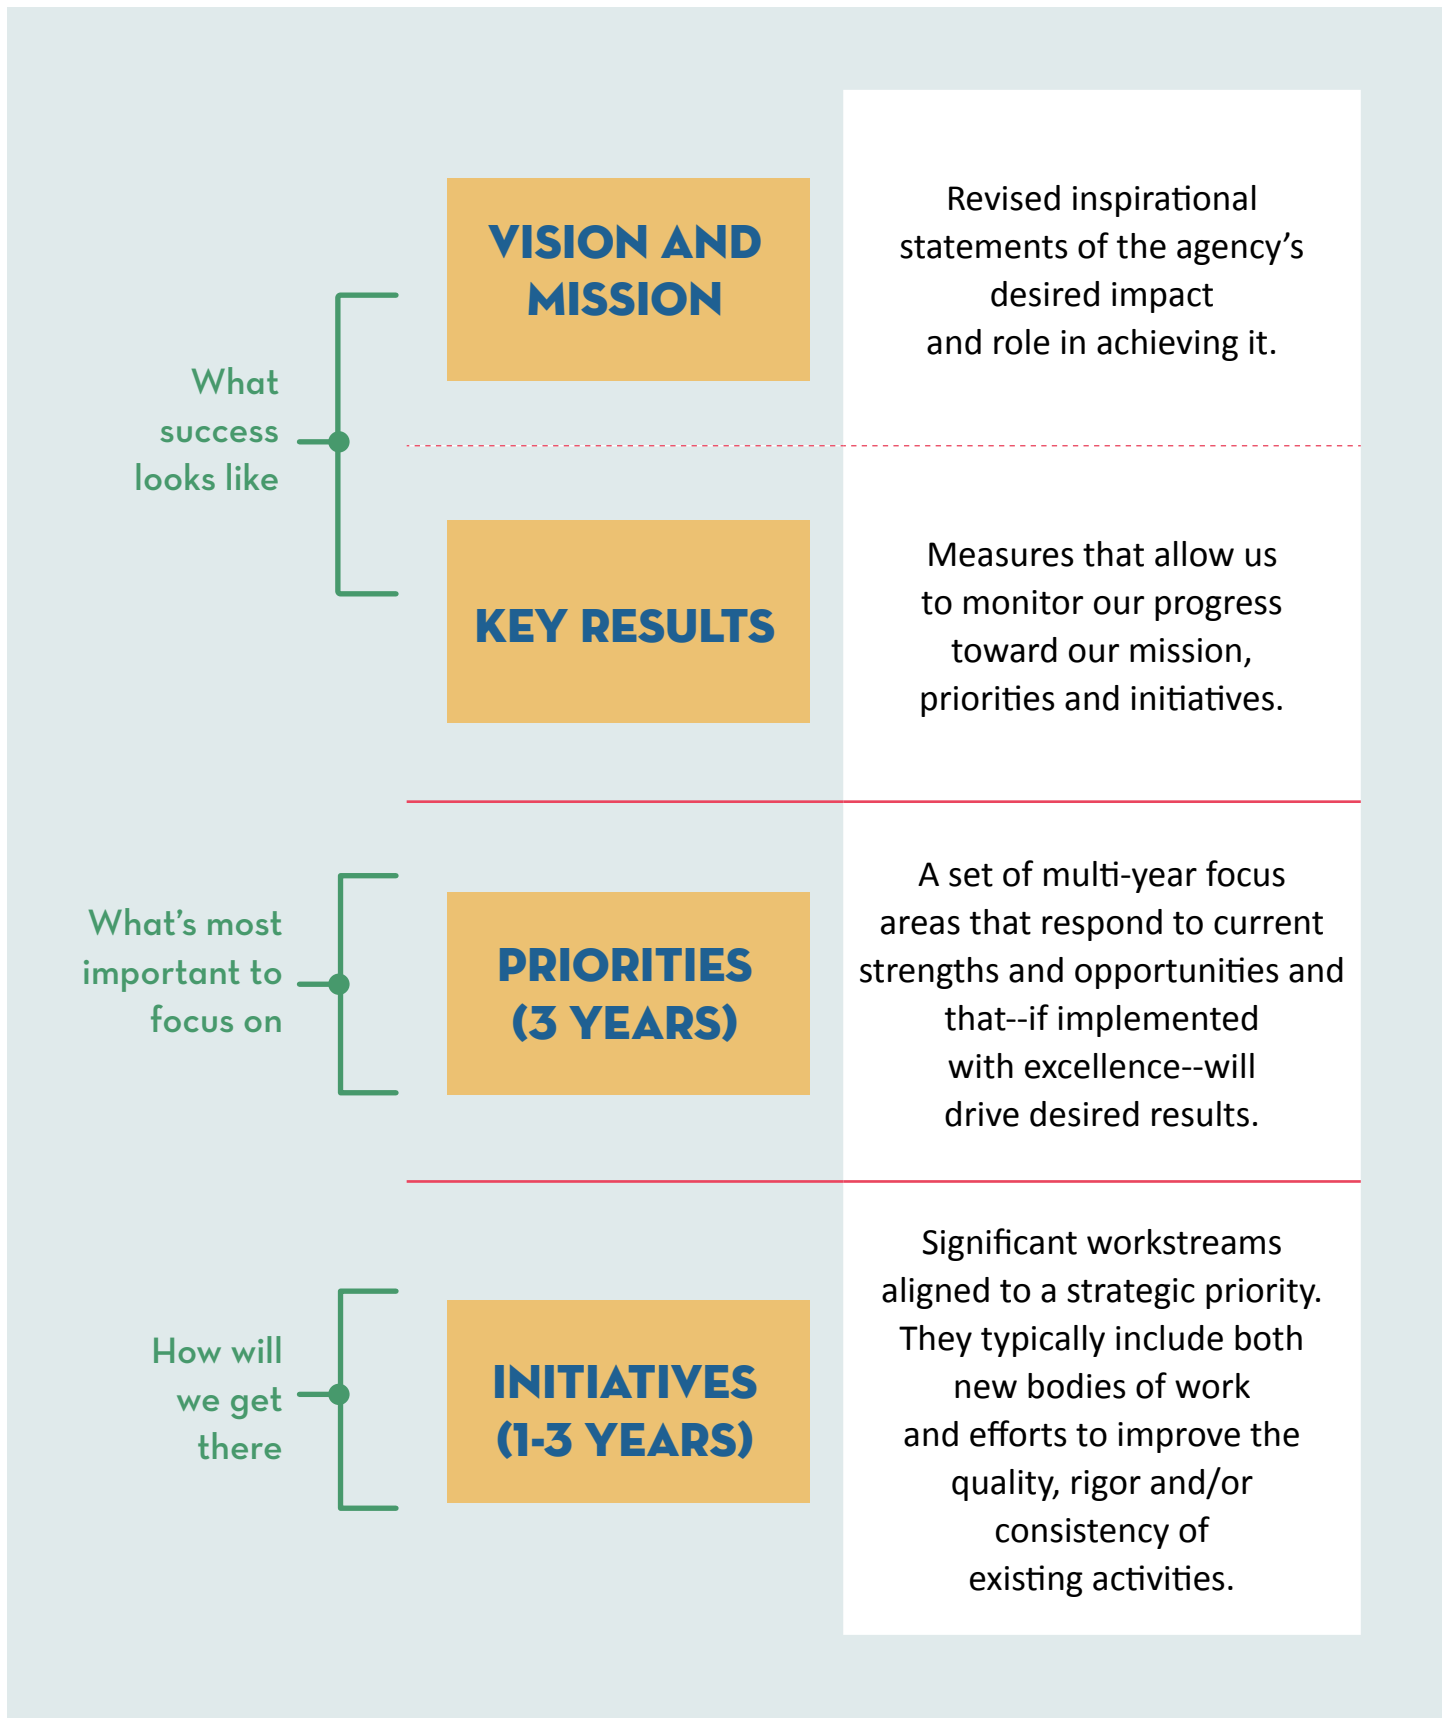 What
success
looks like
VISION AND
MISSION
Revised inspirational
statements of the agency’s
desired impact
and role in achieving it.
KEY RESULTS
Measures that allow us
to monitor our progress
toward our mission,
priorities and initiatives.
What’s most
important to
focus on
PRIORITIES
(3 YEARS)
A set of multi-year focus
areas that respond to current
strengths and opportunities and
that--if implemented
with excellence--will
drive desired results.
How will
we get
there
INITIATIVES
(1-3 YEARS)
Significant workstreams
aligned to a strategic priority.
They typically include both
new bodies of work
and efforts to improve the
quality, rigor and/or
consistency of
existing activities.